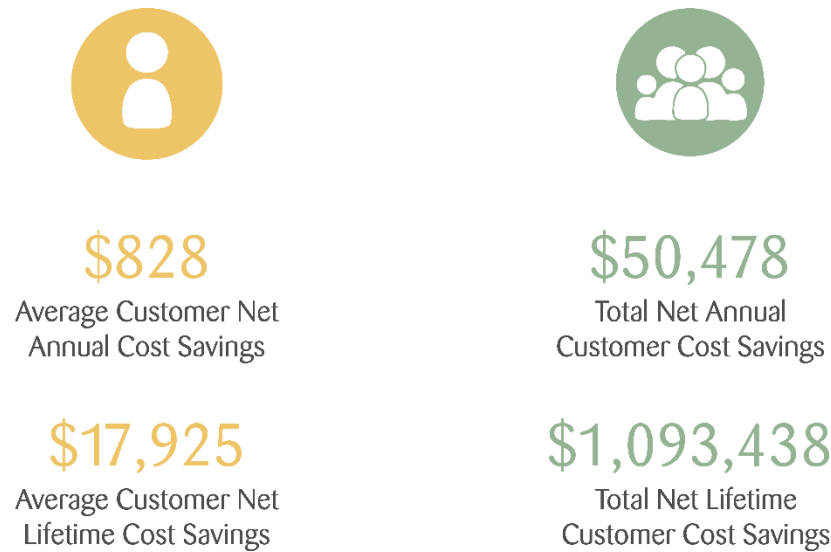 $828
Average Customer Net
Annual Cost Savings
$17,925
Average Customer Net
Lifetime Cost Savings
$50,478
Total Net Annual
Customer Cost Savings
$1,093,438
Total Net Lifetime
Customer Cost Savings